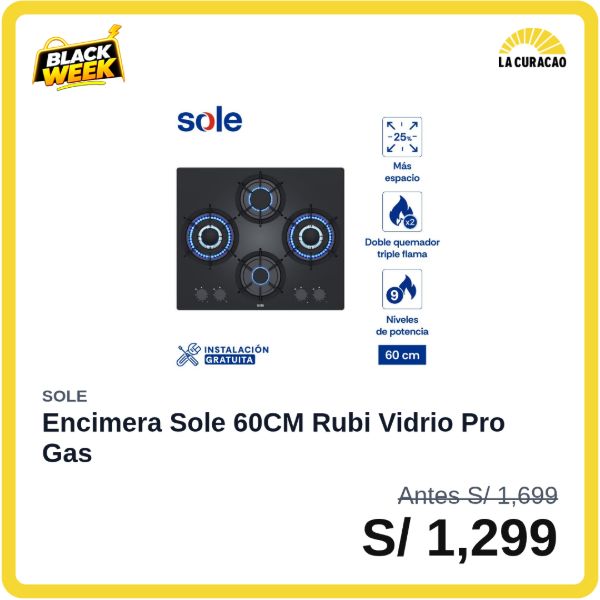 BLACK
WEEK
LA CURACAO
sole
25%
Más
espacio
x2
Doble quemador
triple flama
9
Niveles
de potencia
60 cm
INSTALACIÓN
GRATUITA
SOLE
Encimera Sole 60CM Rubi Vidrio Pro
Gas
Antes S/ 1,699
S/ 1,299